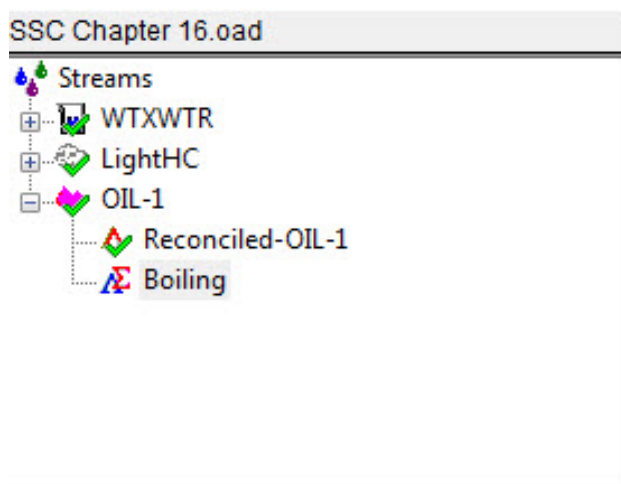 SSC Chapter 16.oad
Streams
WTXWTR
LightHC
OIL-1
Reconciled-OIL-1
Boiling